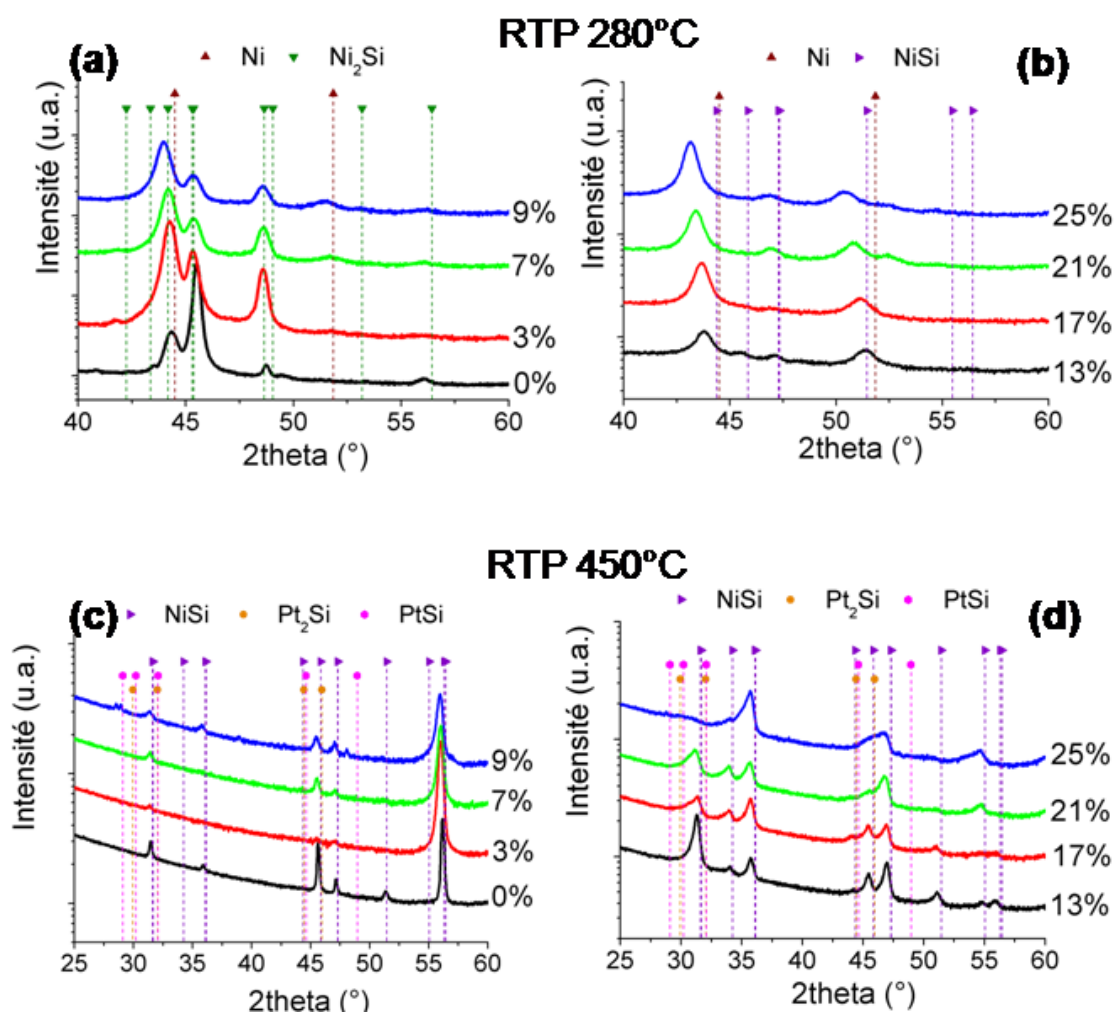 RTP 280°C
(a)
Ni Ni2Si
Intensité (u.a.)
9%
7%
3%
0%
40 45 50 55 60
2theta (°)
(b)
Ni NiSi
Intensité (u.a.)
25%
21%
17%
13%
40 45 50 55 60
2theta (°)
RTP 450°C
(c)
NiSi Pt2Si PtSi
Intensité (u.a.)
9%
7%
3%
0%
25 30 35 40 45 50 55 60
2theta (°)
(d)
NiSi Pt2Si PtSi
Intensité (u.a.)
25%
21%
17%
13%
25 30 35 40 45 50 55 60
2theta (°)